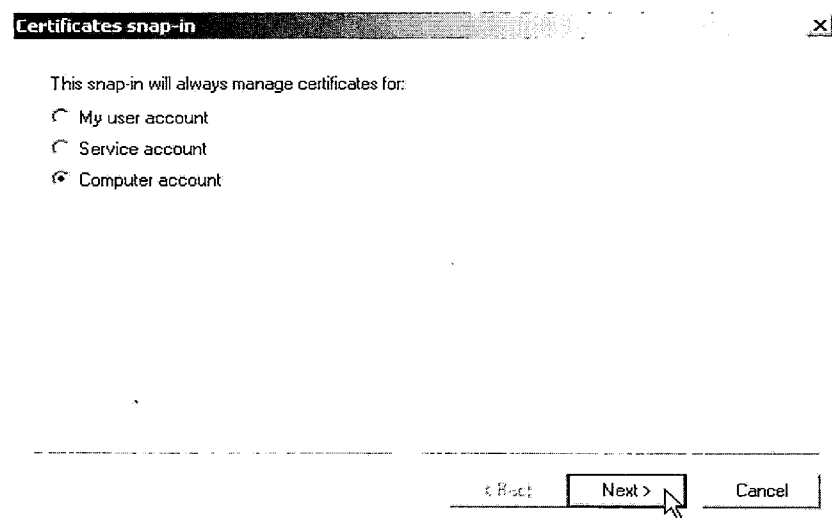 Certificates snap-in
This snap-in will always manage certificates for:
My user account
Service account
Computer account
< Back Next > Cancel